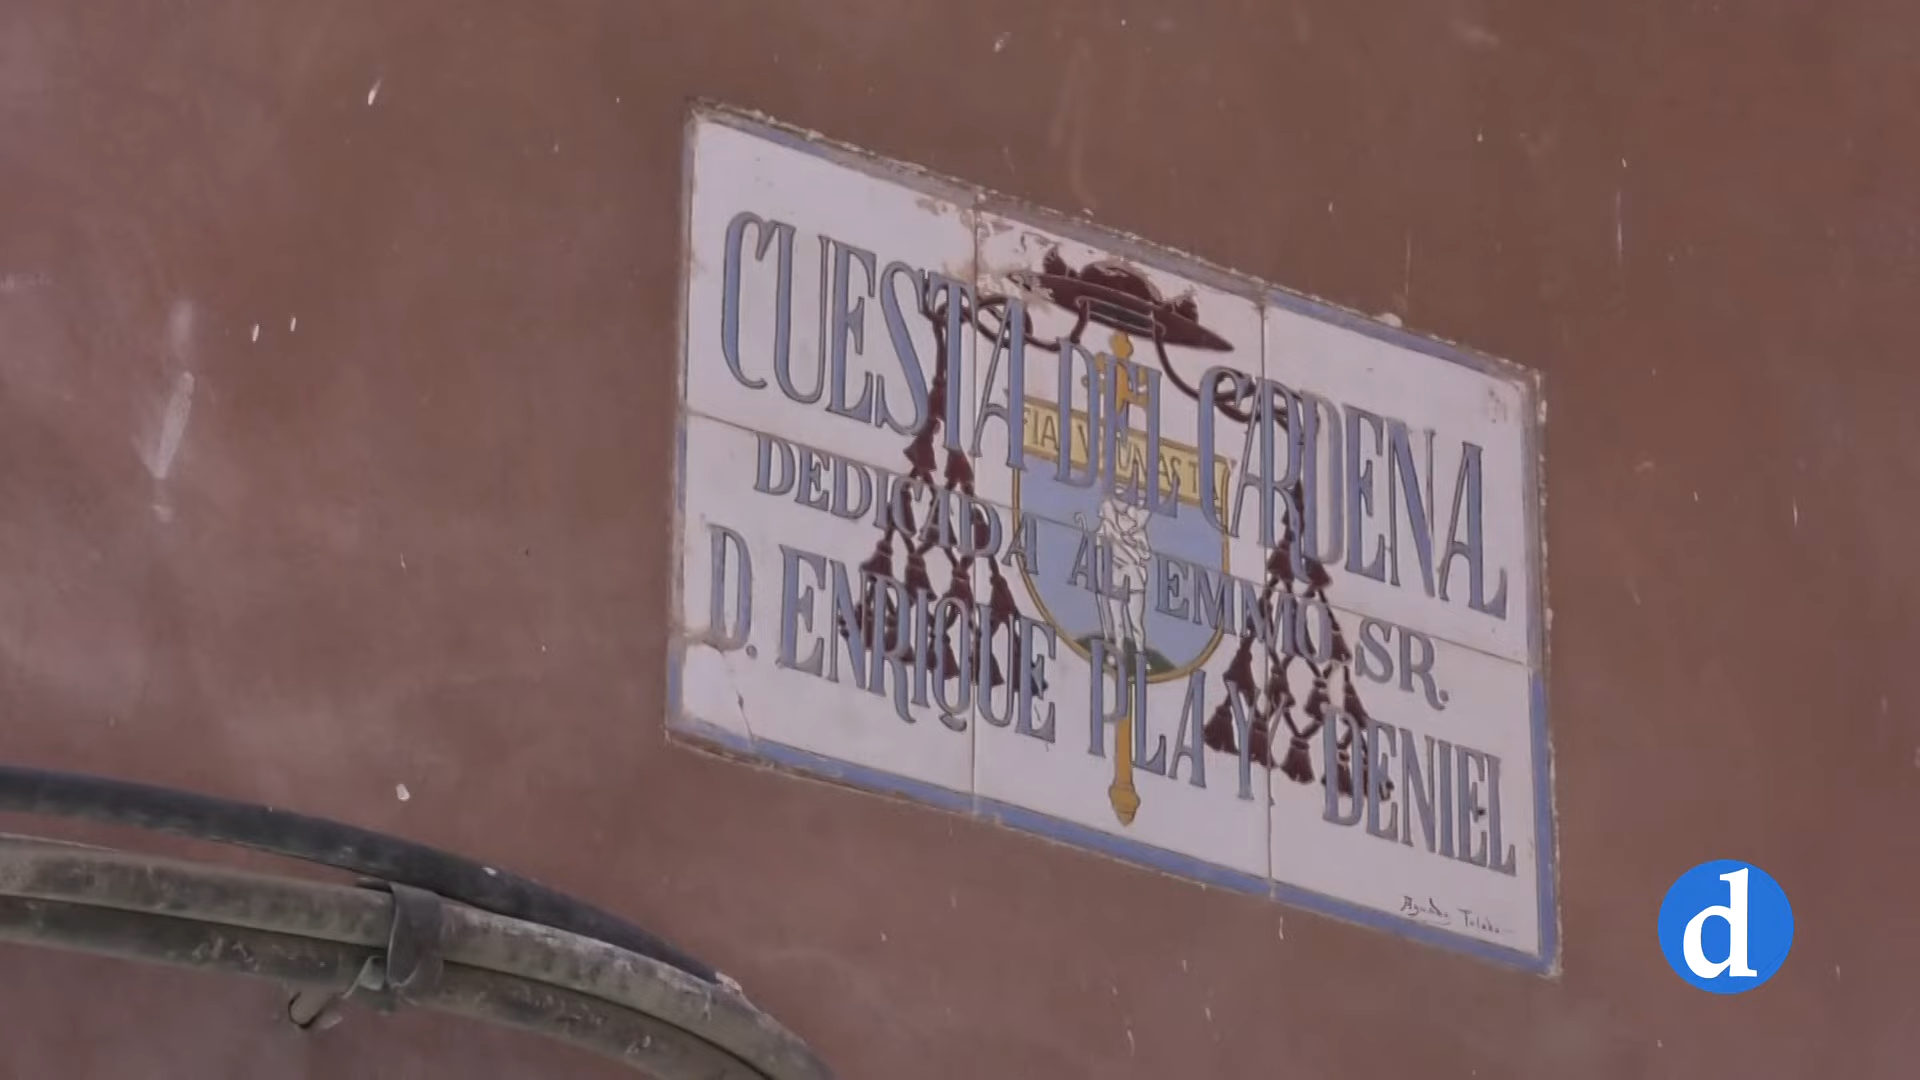 CUESTA DEL CARDENA
DEDICADA AL EMMO. SR.
D. ENRIQUE PLA Y DENIEL
d